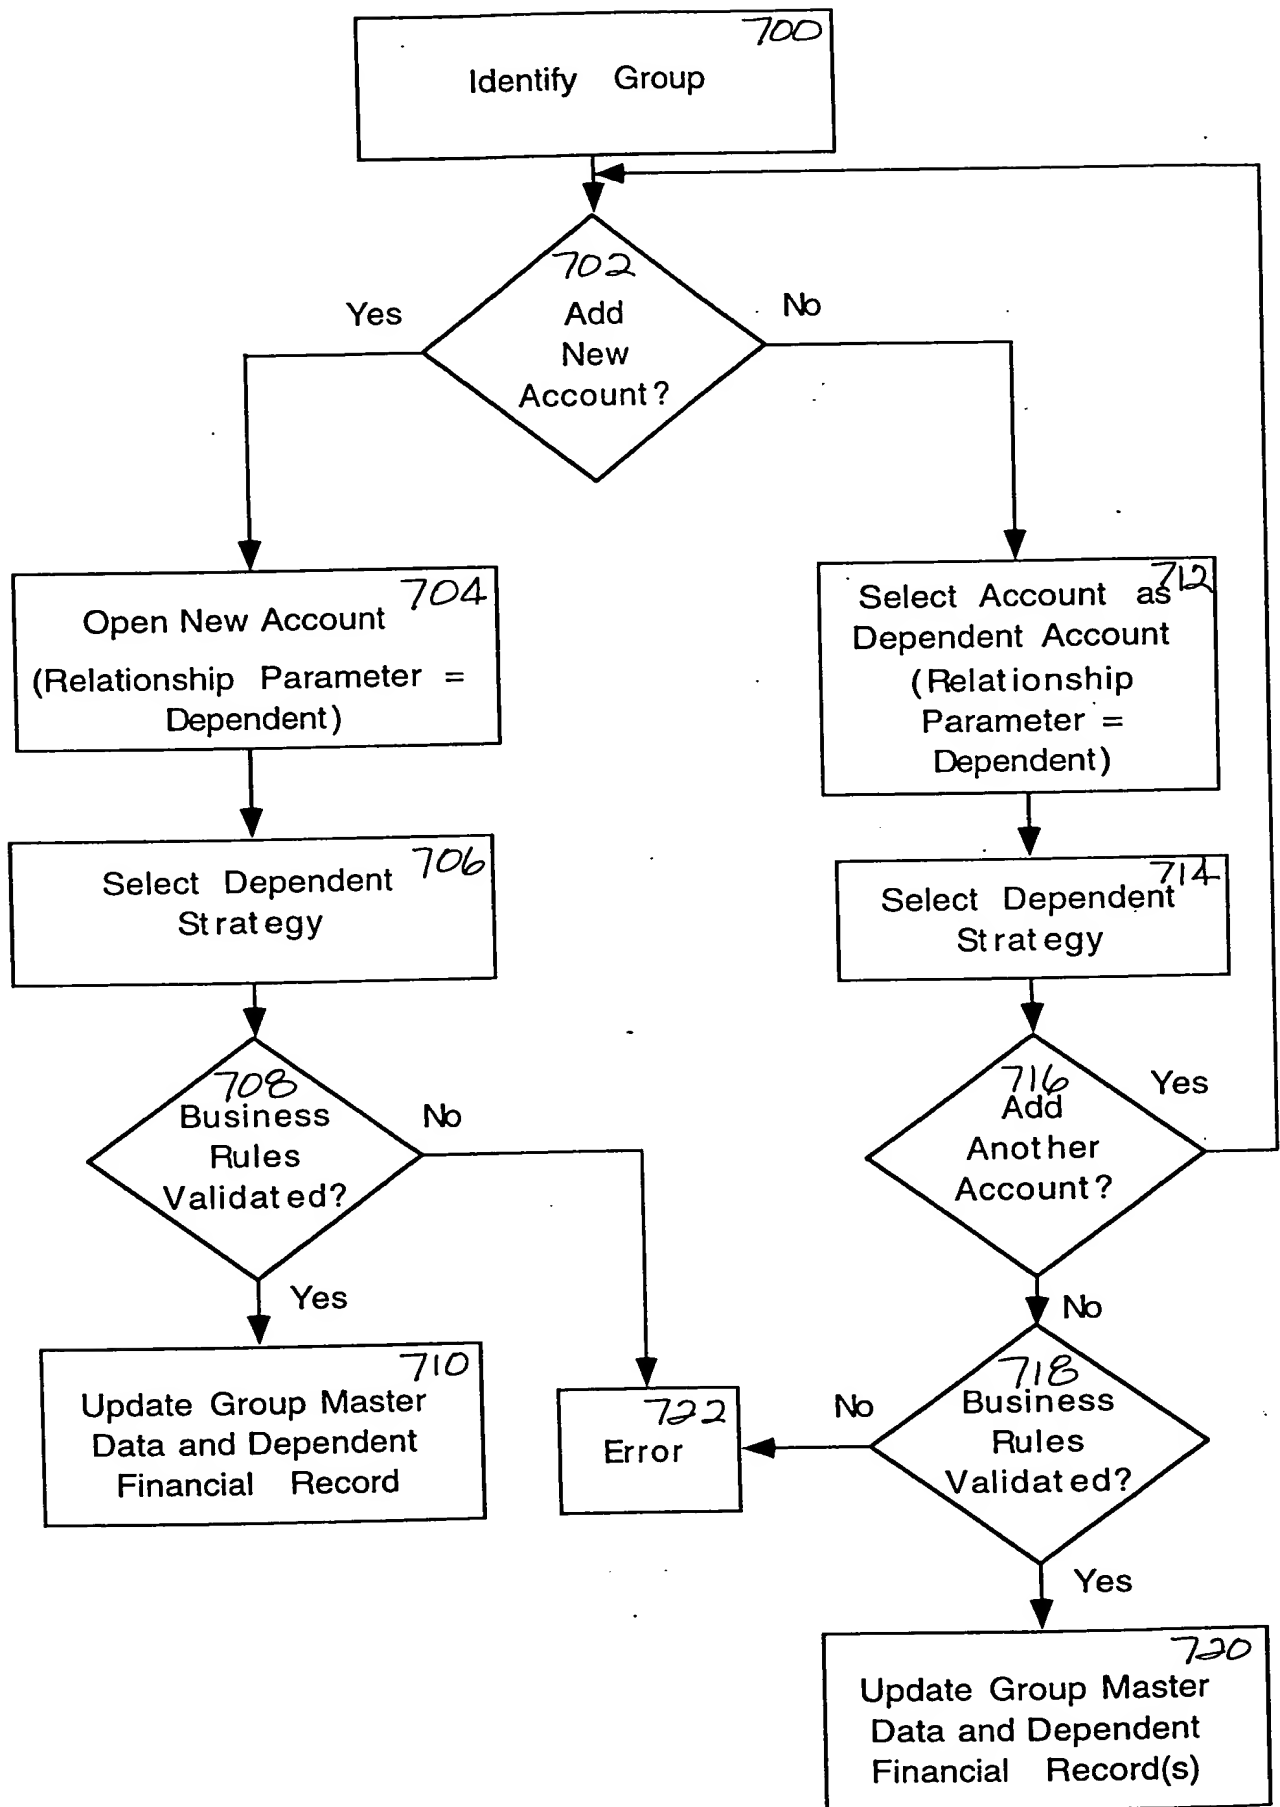 700
Identify Group
702
Add
New
Account?
Yes
No
704
Open New Account
(Relationship Parameter =
Dependent)
706
Select Dependent
Strategy
708
Business
Rules
Validated?
No
Yes
710
Update Group Master
Data and Dependent
Financial Record
712
Select Account as
Dependent Account
(Relationship
Parameter =
Dependent)
714
Select Dependent
Strategy
716
Add
Another
Account?
Yes
No
718
Business
Rules
Validated?
No
722
Error
Yes
720
Update Group Master
Data and Dependent
Financial Record(s)